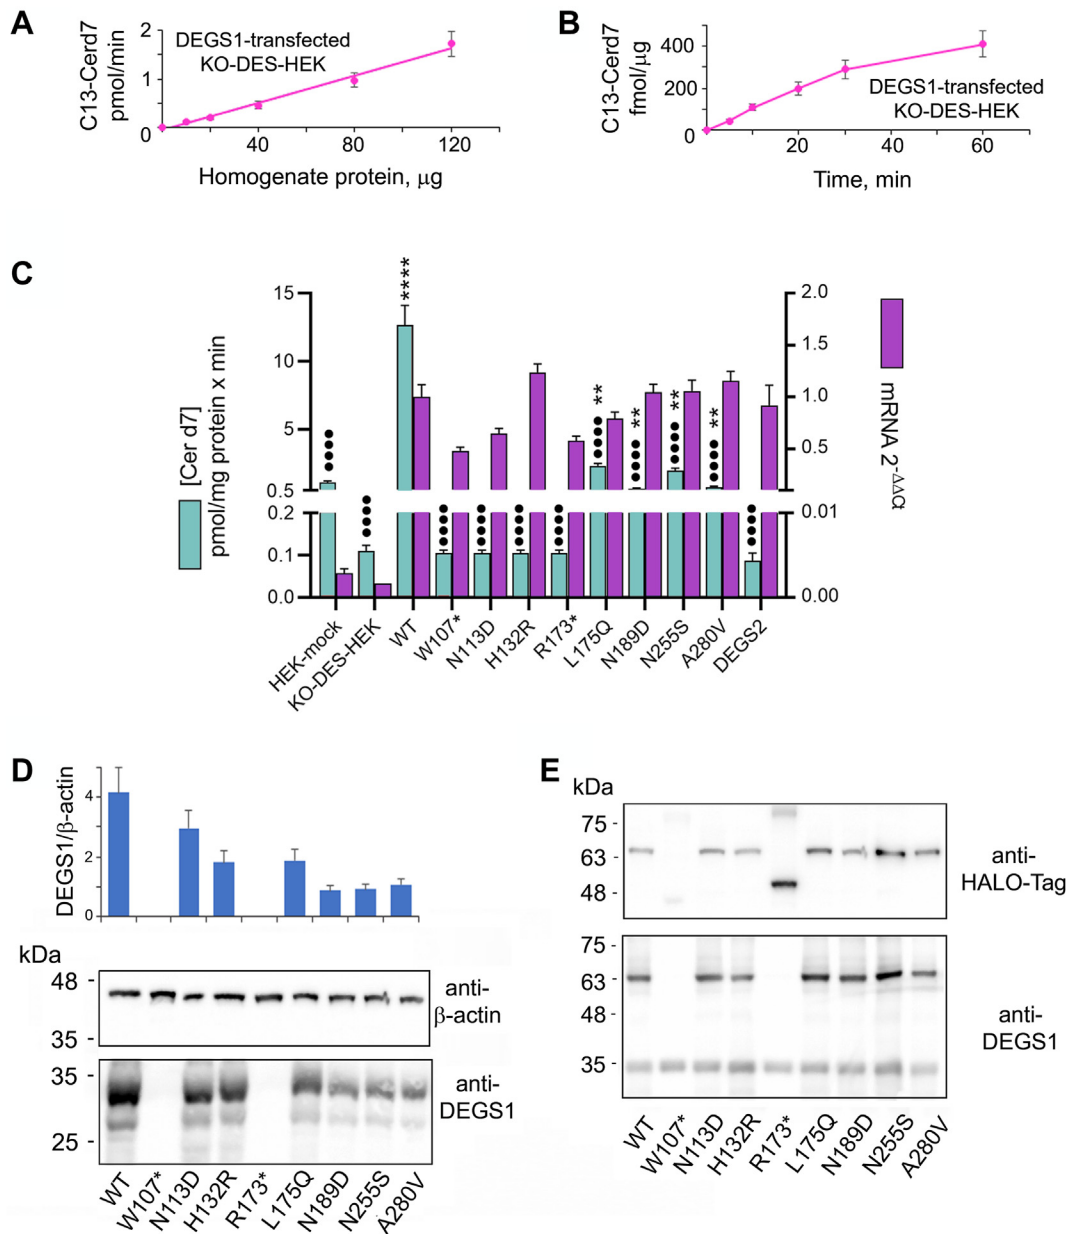 A
C13-Cerd7
pmol/min
2
1
0
DEGS1-transfected
KO-DES-HEK
40
80
120
Homogenate protein, μg
B
C13-Cerd7
fmol/μg
400
200
0
DEGS1-transfected
KO-DES-HEK
20
40
60
Time, min
C
[Cer d7]
pmol/mg protein x min
15
10
5
0.5
0.2
0.1
0.0
****
**
**
**
**
2.0
1.5
1.0
0.5
0.01
0.00
mRNA 2-ΔΔCt
HEK-mock
KO-DES-HEK
WT
W107*
N113D
H132R
R173*
L175Q
N189D
N255S
A280V
DEGS2
D
DEGS1/β-actin
4
2
0
kDa
48 -
35 -
anti-
β-actin
35 -
25 -
anti-
DEGS1
WT
W107*
N113D
H132R
R173*
L175Q
N189D
N255S
A280V
E
kDa
75 -
63 -
48 -
anti-
HALO-Tag
75 -
63 -
48 -
35 -
anti-
DEGS1
WT
W107*
N113D
H132R
R173*
L175Q
N189D
N255S
A280V